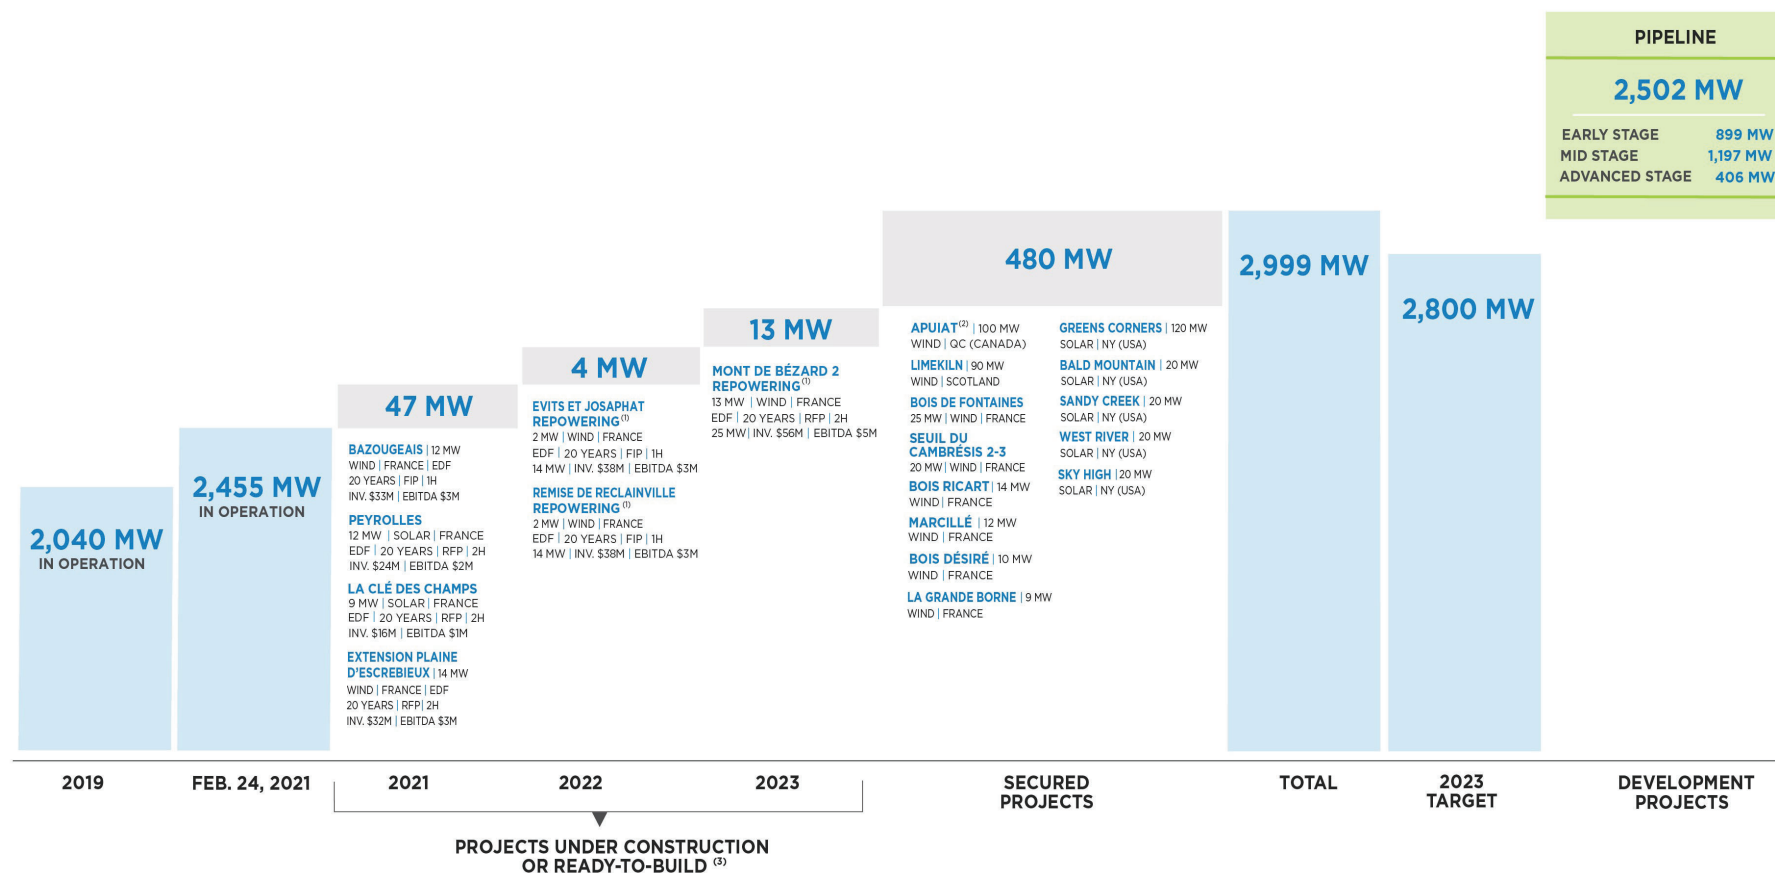 PIPELINE
2,502 MW
EARLY STAGE 899 MW
MID STAGE 1,197 MW
ADVANCED STAGE 406 MW
2,040 MW
IN OPERATION
2,455 MW
IN OPERATION
47 MW
BAZOUGEAIS | 12 MW
WIND | FRANCE | EDF
20 YEARS | FIP | 1H
INV. $33M | EBITDA $3M
PEYROLLES
12 MW | SOLAR | FRANCE
EDF | 20 YEARS | RFP | 2H
INV. $24M | EBITDA $2M
LA CLÉ DES CHAMPS
9 MW | SOLAR | FRANCE
EDF | 20 YEARS | RFP | 2H
INV. $16M | EBITDA $1M
EXTENSION PLAINE
D'ESCREBIEUX | 14 MW
WIND | FRANCE | EDF
20 YEARS | RFP | 2H
INV. $32M | EBITDA $3M
4 MW
EVITS ET JOSAPHAT
REPOWERING (1)
2 MW | WIND | FRANCE
EDF | 20 YEARS | FIP | 1H
14 MW | INV. $38M | EBITDA $3M
REMISE DE RECLAINVILLE
REPOWERING (1)
2 MW | WIND | FRANCE
EDF | 20 YEARS | FIP | 1H
14 MW | INV. $38M | EBITDA $3M
13 MW
MONT DE BÉZARD 2
REPOWERING (1)
13 MW | WIND | FRANCE
EDF | 20 YEARS | RFP | 2H
25 MW | INV. $56M | EBITDA $5M
480 MW
APUIAT (2) | 100 MW
WIND | QC (CANADA)
LIMEKILN | 90 MW
WIND | SCOTLAND
BOIS DE FONTAINES
25 MW | WIND | FRANCE
SEUIL DU
CAMBRÉSIS 2-3
20 MW | WIND | FRANCE
BOIS RICART | 14 MW
WIND | FRANCE
MARCILLÉ | 12 MW
WIND | FRANCE
BOIS DÉSIRÉ | 10 MW
WIND | FRANCE
LA GRANDE BORNE | 9 MW
WIND | FRANCE
GREENS CORNERS | 120 MW
SOLAR | NY (USA)
BALD MOUNTAIN | 20 MW
SOLAR | NY (USA)
SANDY CREEK | 20 MW
SOLAR | NY (USA)
WEST RIVER | 20 MW
SOLAR | NY (USA)
SKY HIGH | 20 MW
SOLAR | NY (USA)
2,999 MW
2,800 MW
2019
FEB. 24, 2021
2021
2022
2023
SECURED
PROJECTS
TOTAL
2023
TARGET
DEVELOPMENT
PROJECTS
PROJECTS UNDER CONSTRUCTION
OR READY-TO-BUILD (3)